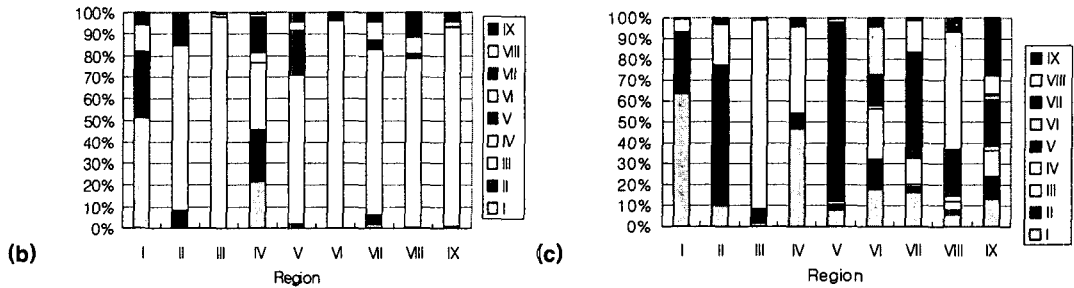 100%
90%
80%
70%
60%
50%
40%
30%
20%
10%
0%
I II III IV V VI VII VIII IX
Region
IX
VIII
VII
VI
V
IV
III
II
I
(b)
100%
90%
80%
70%
60%
50%
40%
30%
20%
10%
0%
I II III IV V VI VII VIII IX
Region
IX
VIII
VII
VI
V
IV
III
II
I
(c)